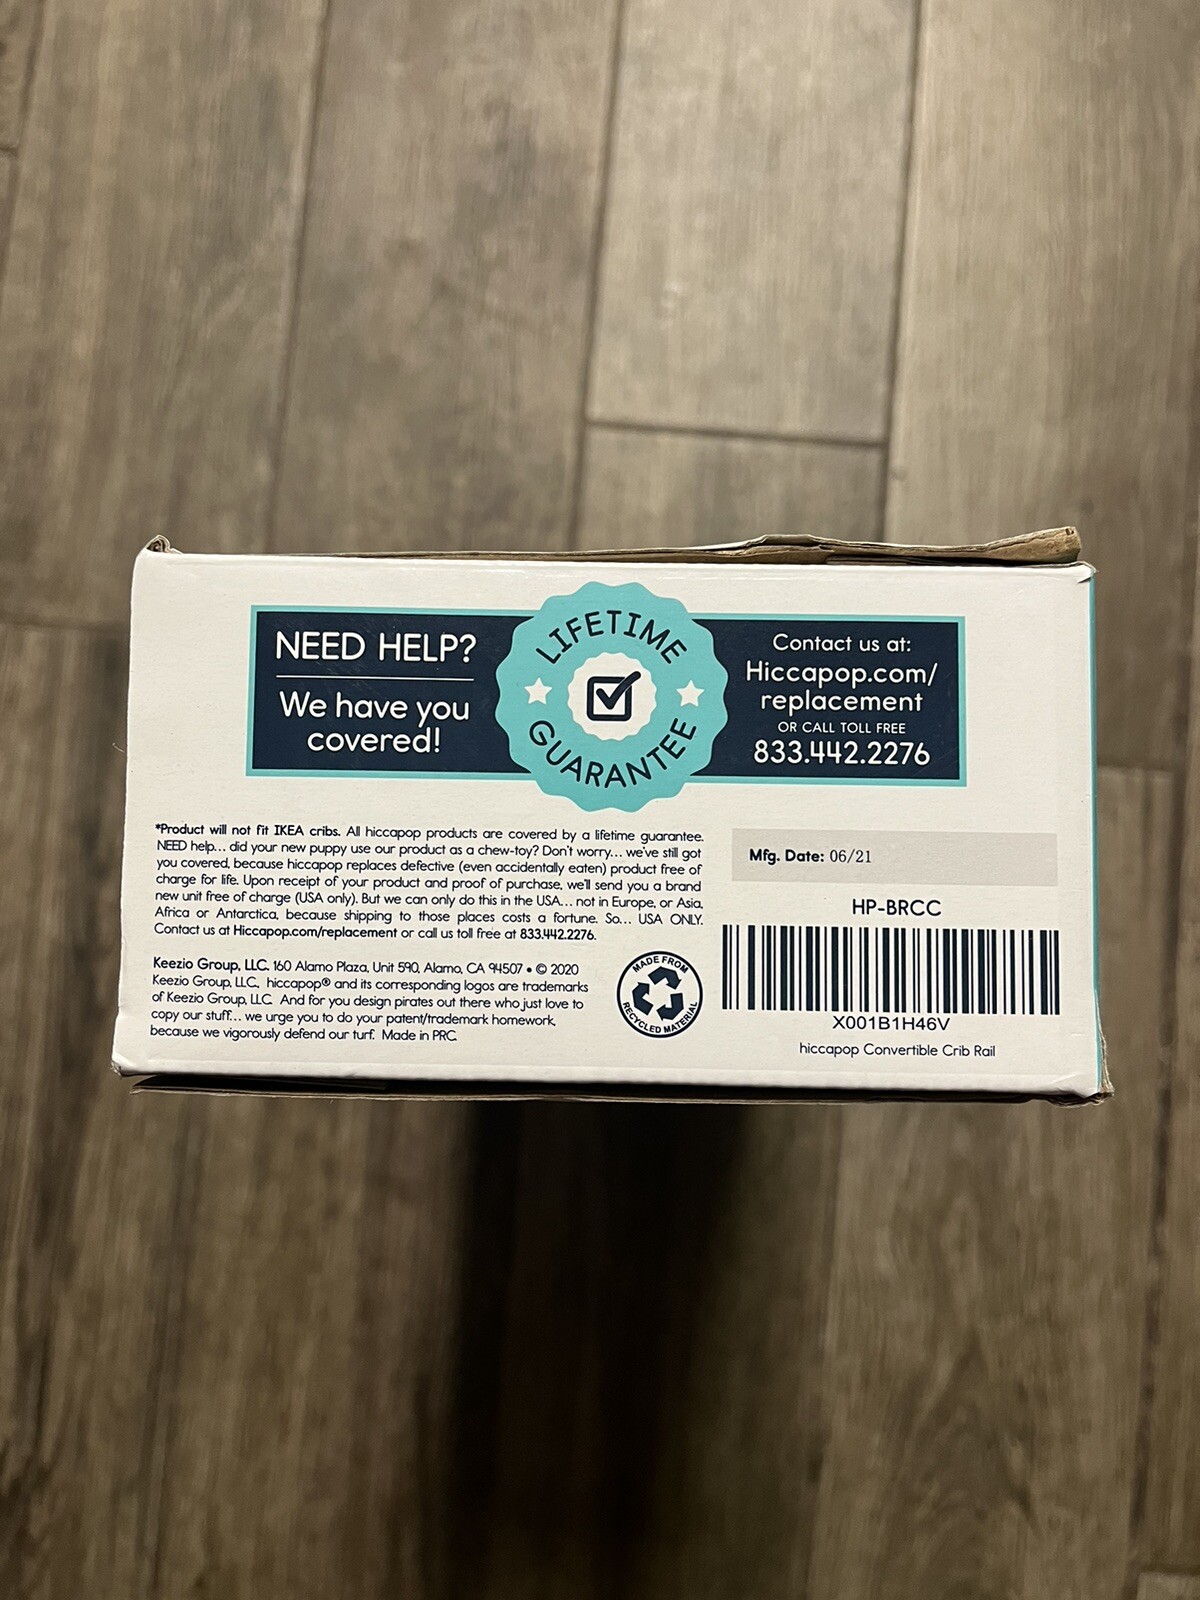 NEED HELP?
We have you
covered!
LIFETIME
GUARANTEE
Contact us at:
Hiccapop.com/
replacement
OR CALL TOLL FREE
833.442.2276
*Product will not fit IKEA cribs. All hiccapop products are covered by a lifetime guarantee.
NEED help... did your new puppy use our product as a chew-toy? Don't worry... we've still got
you covered, because hiccapop replaces defective (even accidentally eaten) product free of
charge for life. Upon receipt of your product and proof of purchase, we'll send you a brand
new unit free of charge (USA only). But we can only do this in the USA... not in Europe, or Asia,
Africa or Antarctica, because shipping to those places costs a fortune. So... USA ONLY.
Contact us at Hiccapop.com/replacement or call us toll free at 833.442.2276.
Keezio Group, LLC. 160 Alamo Plaza, Unit 590, Alamo, CA 94507 • © 2020
Keezio Group, LLC. hiccapop® and its corresponding logos are trademarks
of Keezio Group, LLC. And for you design pirates out there who just love to
copy our stuff... we urge you to do your patent/trademark homework,
because we vigorously defend our turf. Made in PRC.
MADE FROM
RECYCLED MATERIAL
Mfg. Date: 06/21
HP-BRCC
X001B1H46V
hiccapop Convertible Crib Rail